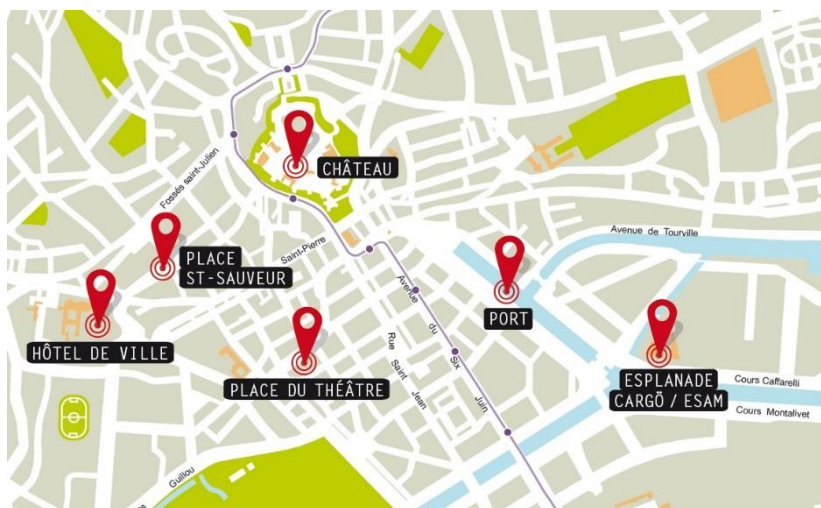 CHÂTEAU
Fossés saint-Julien
Avenue de Tourville
Saint-Pierre
PLACE
ST-SAUVEUR
PORT
Avenue du Six Juin
HÔTEL DE VILLE
Rue Saint Jean
PLACE DU THÉÂTRE
ESPLANADE
CARGÖ / ESAM
Cours Caffarelli
Cours Montalivet
Guillou